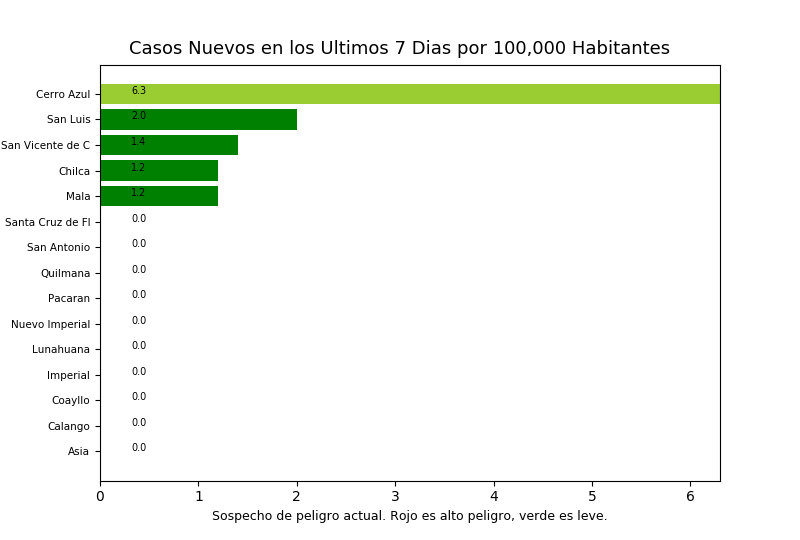 Casos Nuevos en los Ultimos 7 Dias por 100,000 Habitantes
Cerro Azul 6.3
San Luis 2.0
San Vicente de C 1.4
Chilca 1.2
Mala 1.2
Santa Cruz de Fl 0.0
San Antonio 0.0
Quilmana 0.0
Pacaran 0.0
Nuevo Imperial 0.0
Lunahuana 0.0
Imperial 0.0
Coayllo 0.0
Calango 0.0
Asia 0.0
0 1 2 3 4 5 6
Sospecho de peligro actual. Rojo es alto peligro, verde es leve.